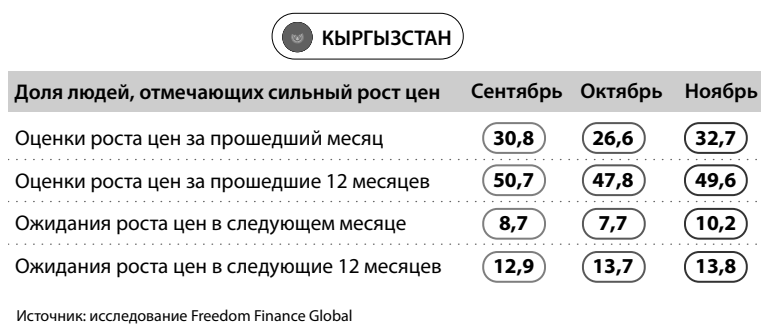 КЫРГЫЗСТАН
Доля людей, отмечающих сильный рост цен Сентябрь Октябрь Ноябрь
Оценки роста цен за прошедший месяц 30,8 26,6 32,7
Оценки роста цен за прошедшие 12 месяцев 50,7 47,8 49,6
Ожидания роста цен в следующем месяце 8,7 7,7 10,2
Ожидания роста цен в следующие 12 месяцев 12,9 13,7 13,8
Источник: исследование Freedom Finance Global